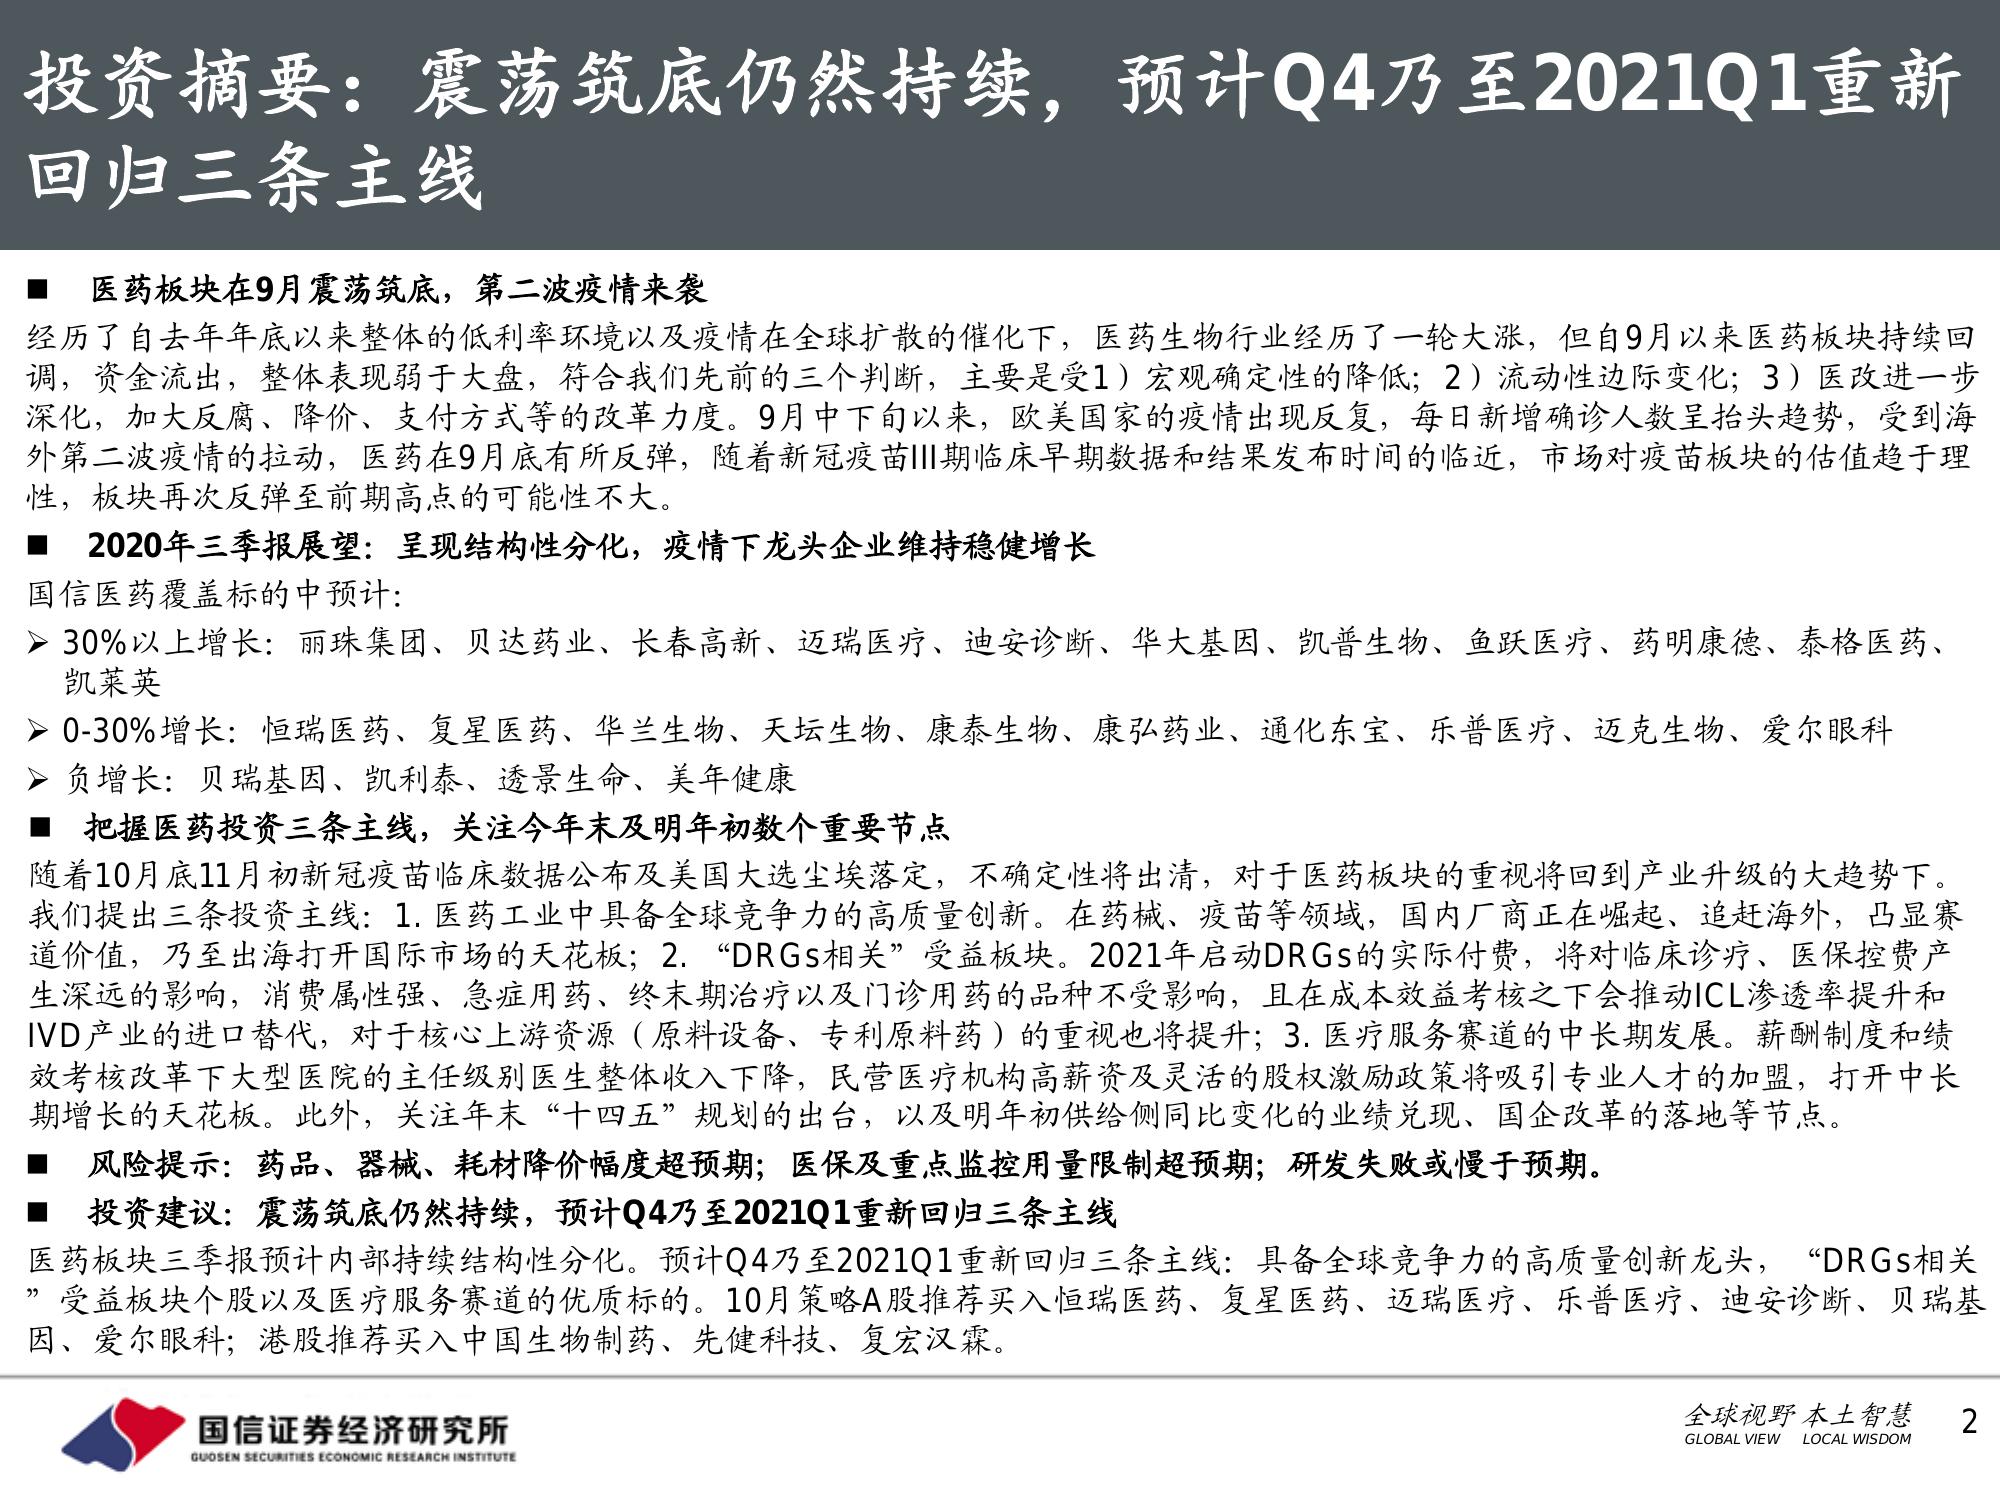 投资摘要：震荡筑底仍然持续，预计Q4乃至2021Q1重新
回归三条主线
■ 医药板块在9月震荡筑底，第二波疫情来袭
经历了自去年年底以来整体的低利率环境以及疫情在全球扩散的催化下，医药生物行业经历了一轮大涨，但自9月以来医药板块持续回
调，资金流出，整体表现弱于大盘，符合我们先前的三个判断，主要是受1）宏观确定性的降低；2）流动性边际变化；3）医改进一步
深化，加大反腐、降价、支付方式等的改革力度。9月中下旬以来，欧美国家的疫情出现反复，每日新增确诊人数呈抬头趋势，受到海
外第二波疫情的拉动，医药在9月底有所反弹，随着新冠疫苗III期临床早期数据和结果发布时间的临近，市场对疫苗板块的估值趋于理
性，板块再次反弹至前期高点的可能性不大。
■ 2020年三季报展望：呈现结构性分化，疫情下龙头企业维持稳健增长
国信医药覆盖标的中预计：
➢ 30%以上增长：丽珠集团、贝达药业、长春高新、迈瑞医疗、迪安诊断、华大基因、凯普生物、鱼跃医疗、药明康德、泰格医药、
凯莱英
➢ 0-30%增长：恒瑞医药、复星医药、华兰生物、天坛生物、康泰生物、康弘药业、通化东宝、乐普医疗、迈克生物、爱尔眼科
➢ 负增长：贝瑞基因、凯利泰、透景生命、美年健康
■ 把握医药投资三条主线，关注今年末及明年初数个重要节点
随着10月底11月初新冠疫苗临床数据公布及美国大选尘埃落定，不确定性将出清，对于医药板块的重视将回到产业升级的大趋势下。
我们提出三条投资主线：1. 医药工业中具备全球竞争力的高质量创新。在药械、疫苗等领域，国内厂商正在崛起、追赶海外，凸显赛
道价值，乃至出海打开国际市场的天花板；2. “DRGs相关”受益板块。2021年启动DRGs的实际付费，将对临床诊疗、医保控费产
生深远的影响，消费属性强、急症用药、终末期治疗以及门诊用药的品种不受影响，且在成本效益考核之下会推动ICL渗透率提升和
IVD产业的进口替代，对于核心上游资源（原料设备、专利原料药）的重视也将提升；3. 医疗服务赛道的中长期发展。薪酬制度和绩
效考核改革下大型医院的主任级别医生整体收入下降，民营医疗机构高薪资及灵活的股权激励政策将吸引专业人才的加盟，打开中长
期增长的天花板。此外，关注年末“十四五”规划的出台，以及明年初供给侧同比变化的业绩兑现、国企改革的落地等节点。
■ 风险提示：药品、器械、耗材降价幅度超预期；医保及重点监控用量限制超预期；研发失败或慢于预期。
■ 投资建议：震荡筑底仍然持续，预计Q4乃至2021Q1重新回归三条主线
医药板块三季报预计内部持续结构性分化。预计Q4乃至2021Q1重新回归三条主线：具备全球竞争力的高质量创新龙头，“DRGs相关
”受益板块个股以及医疗服务赛道的优质标的。10月策略A股推荐买入恒瑞医药、复星医药、迈瑞医疗、乐普医疗、迪安诊断、贝瑞基
因、爱尔眼科；港股推荐买入中国生物制药、先健科技、复宏汉霖。
国信证券经济研究所
GUOSEN SECURITIES ECONOMIC RESEARCH INSTITUTE
全球视野 本土智慧
GLOBAL VIEW LOCAL WISDOM
2